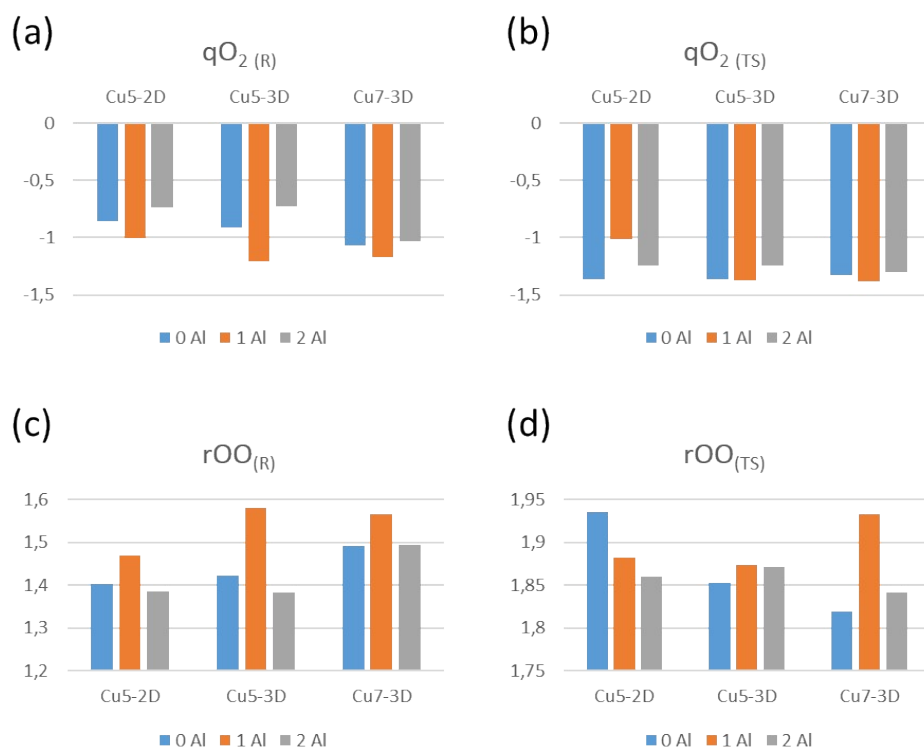 (a)
qO2 (R)
Cu5-2D Cu5-3D Cu7-3D
0
-0,5
-1
-1,5
0 Al 1 Al 2 Al
(b)
qO2 (TS)
Cu5-2D Cu5-3D Cu7-3D
0
-0,5
-1
-1,5
0 Al 1 Al 2 Al
(c)
rOO(R)
1,6
1,5
1,4
1,3
1,2
Cu5-2D Cu5-3D Cu7-3D
0 Al 1 Al 2 Al
(d)
rOO(TS)
1,95
1,9
1,85
1,8
1,75
Cu5-2D Cu5-3D Cu7-3D
0 Al 1 Al 2 Al